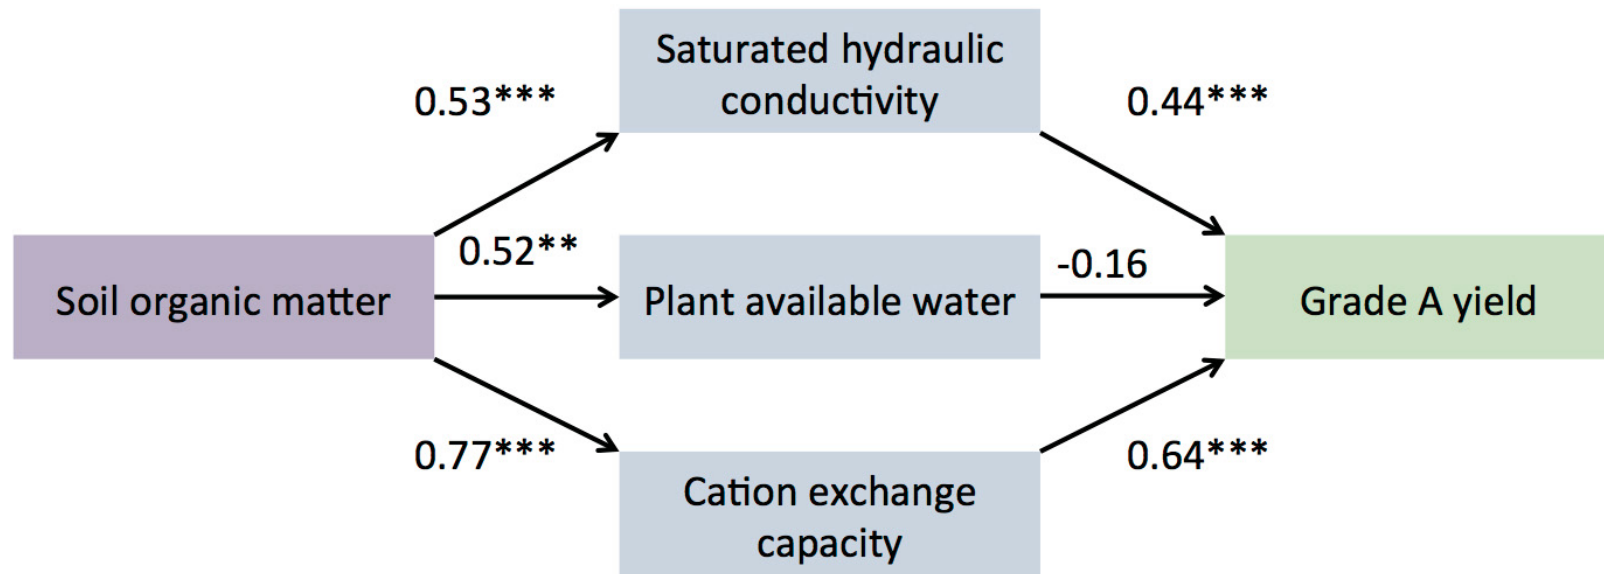 Saturated hydraulic
conductivity
0.53***
0.44***
Soil organic matter
0.52**
Plant available water
-0.16
Grade A yield
0.77***
0.64***
Cation exchange
capacity